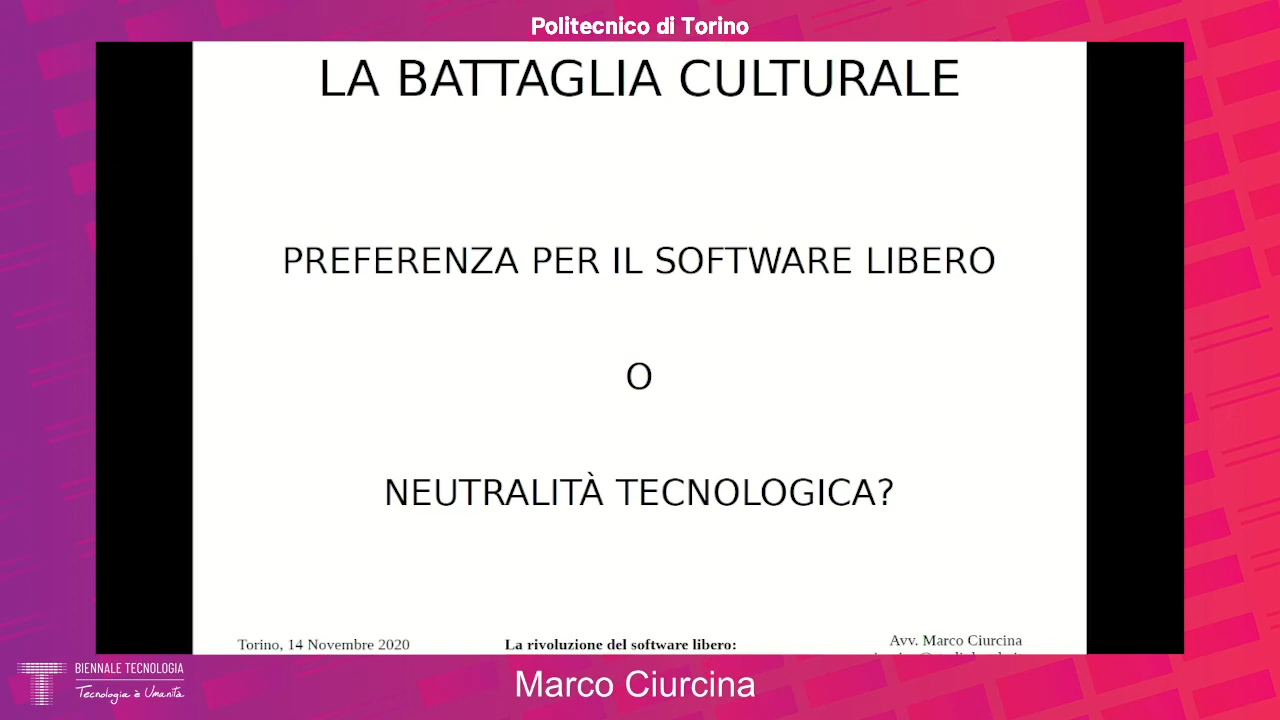 Politecnico di Torino
LA BATTAGLIA CULTURALE
PREFERENZA PER IL SOFTWARE LIBERO
O
NEUTRALITÀ TECNOLOGICA?
Torino, 14 Novembre 2020
La rivoluzione del software libero:
Avv. Marco Ciurcina
BIENNALE TECNOLOGIA
Tecnologia è Umanità
Marco Ciurcina